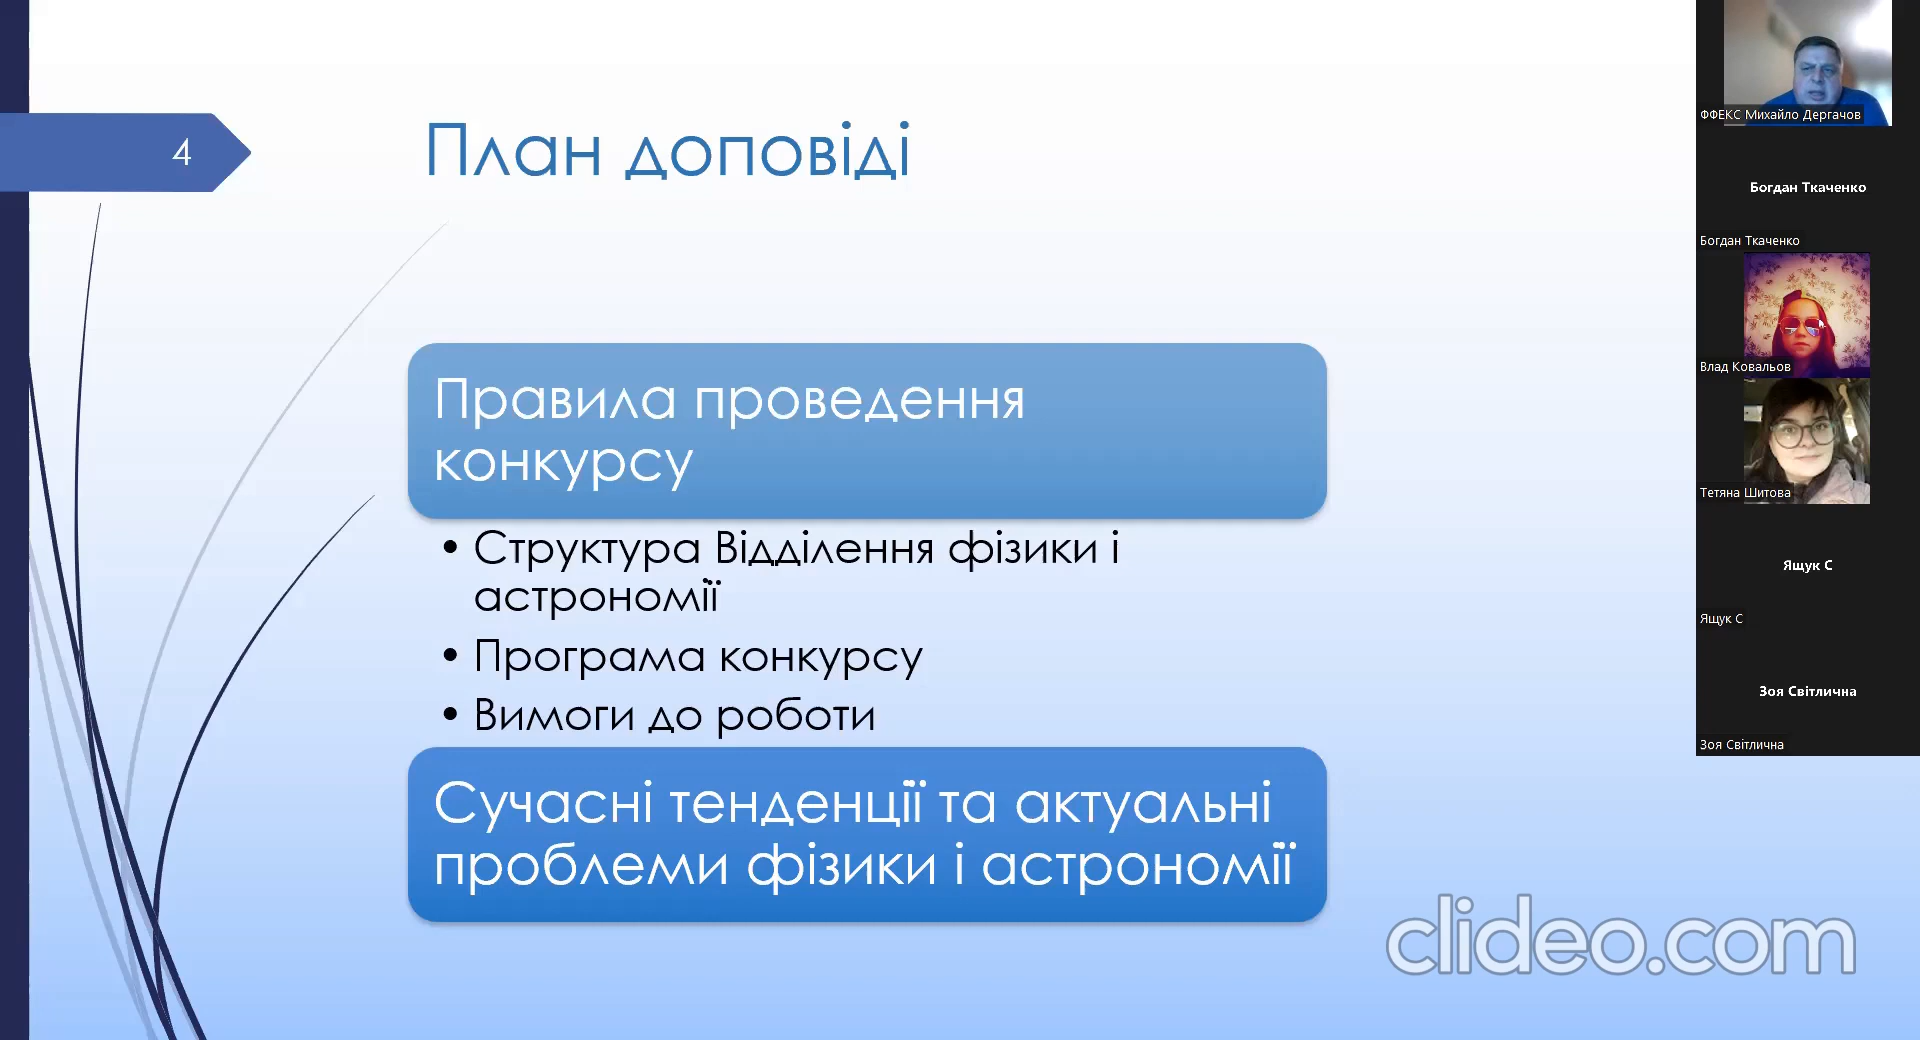 4
План доповіді
Правила проведення
конкурсу
• Структура Відділення фізики і
астрономії
• Програма конкурсу
• Вимоги до роботи
Сучасні тенденції та актуальні
проблеми фізики і астрономії
clideo.com
ФФЕКС Михайло Дергачов
Богдан Ткаченко
Богдан Ткаченко
Влад Ковальов
Тетяна Шитова
Ящук С
Ящук С
Зоя Світлична
Зоя Світлична